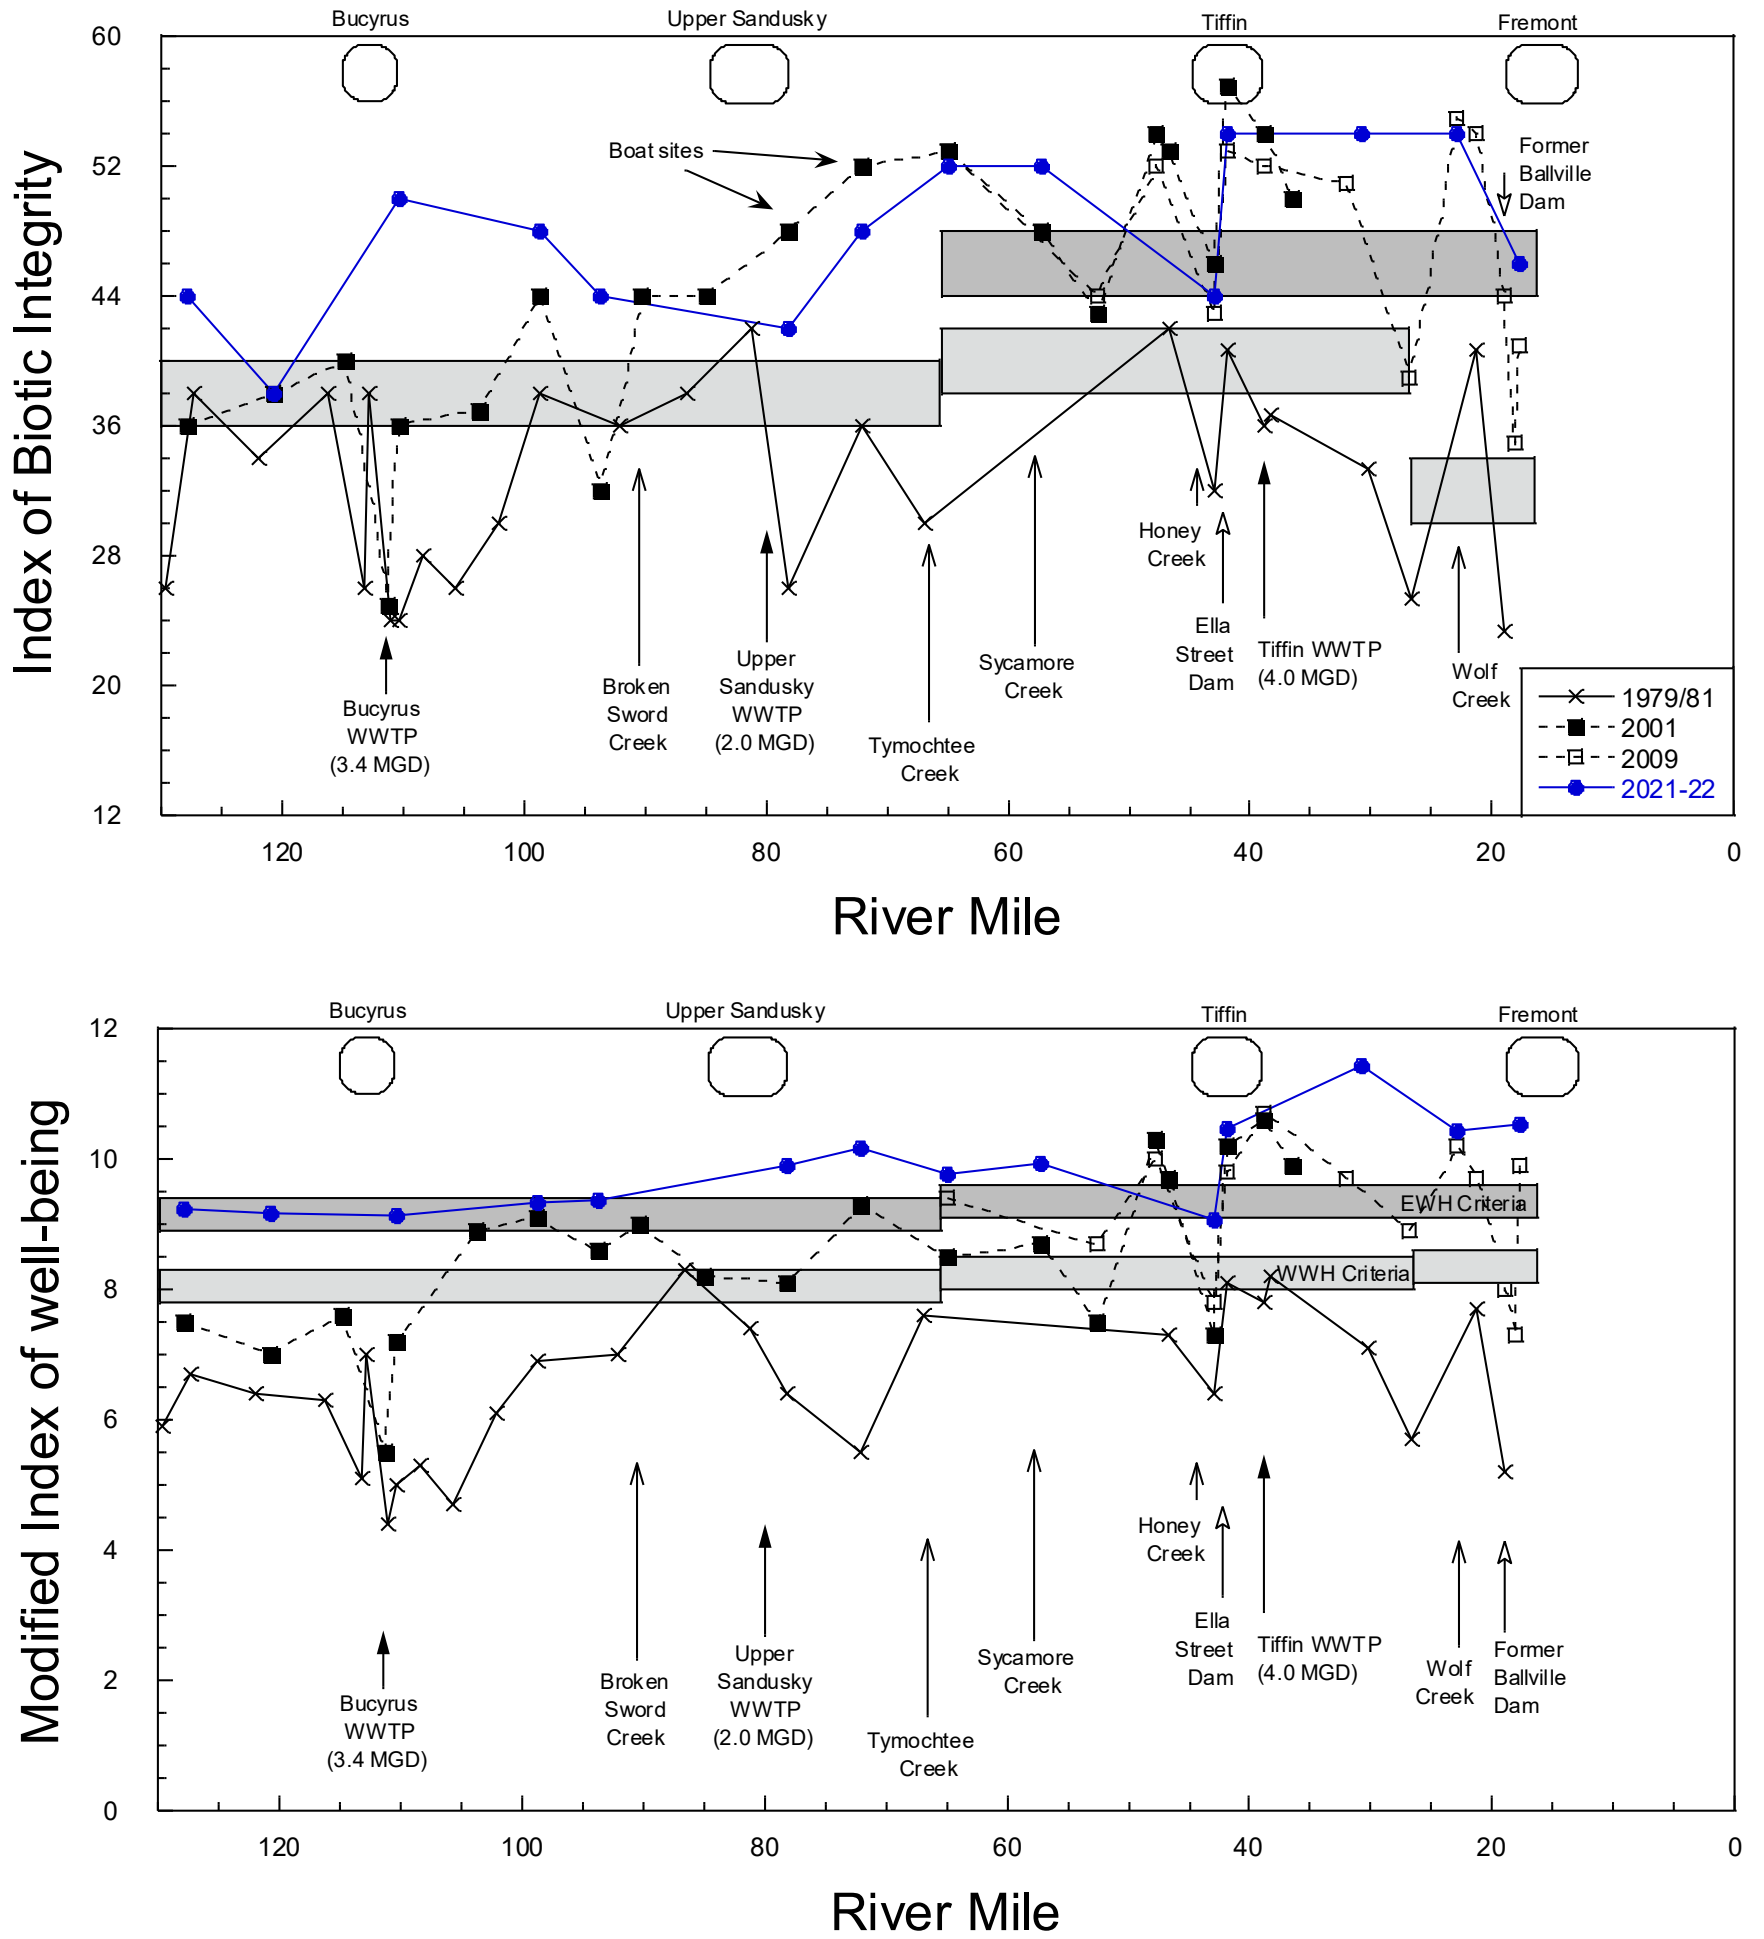 Bucyrus
Upper Sandusky
Tiffin
Fremont
60
52
44
36
28
20
12
Index of Biotic Integrity
Boat sites
Former
Ballville
Dam
Honey
Creek
Ella
Street
Dam
Tiffin WWTP
(4.0 MGD)
Wolf
Creek
Sycamore
Creek
Upper
Sandusky
WWTP
(2.0 MGD)
Broken
Sword
Creek
Bucyrus
WWTP
(3.4 MGD)
Tymochtee
Creek
1979/81
2001
2009
2021-22
120
100
80
60
40
20
0
River Mile
Bucyrus
Upper Sandusky
Tiffin
Fremont
12
10
8
6
4
2
0
Modified Index of well-being
EWH Criteria
WWH Criteria
Honey
Creek
Ella
Street
Dam
Tiffin WWTP
(4.0 MGD)
Wolf
Creek
Former
Ballville
Dam
Sycamore
Creek
Upper
Sandusky
WWTP
(2.0 MGD)
Broken
Sword
Creek
Bucyrus
WWTP
(3.4 MGD)
Tymochtee
Creek
120
100
80
60
40
20
0
River Mile